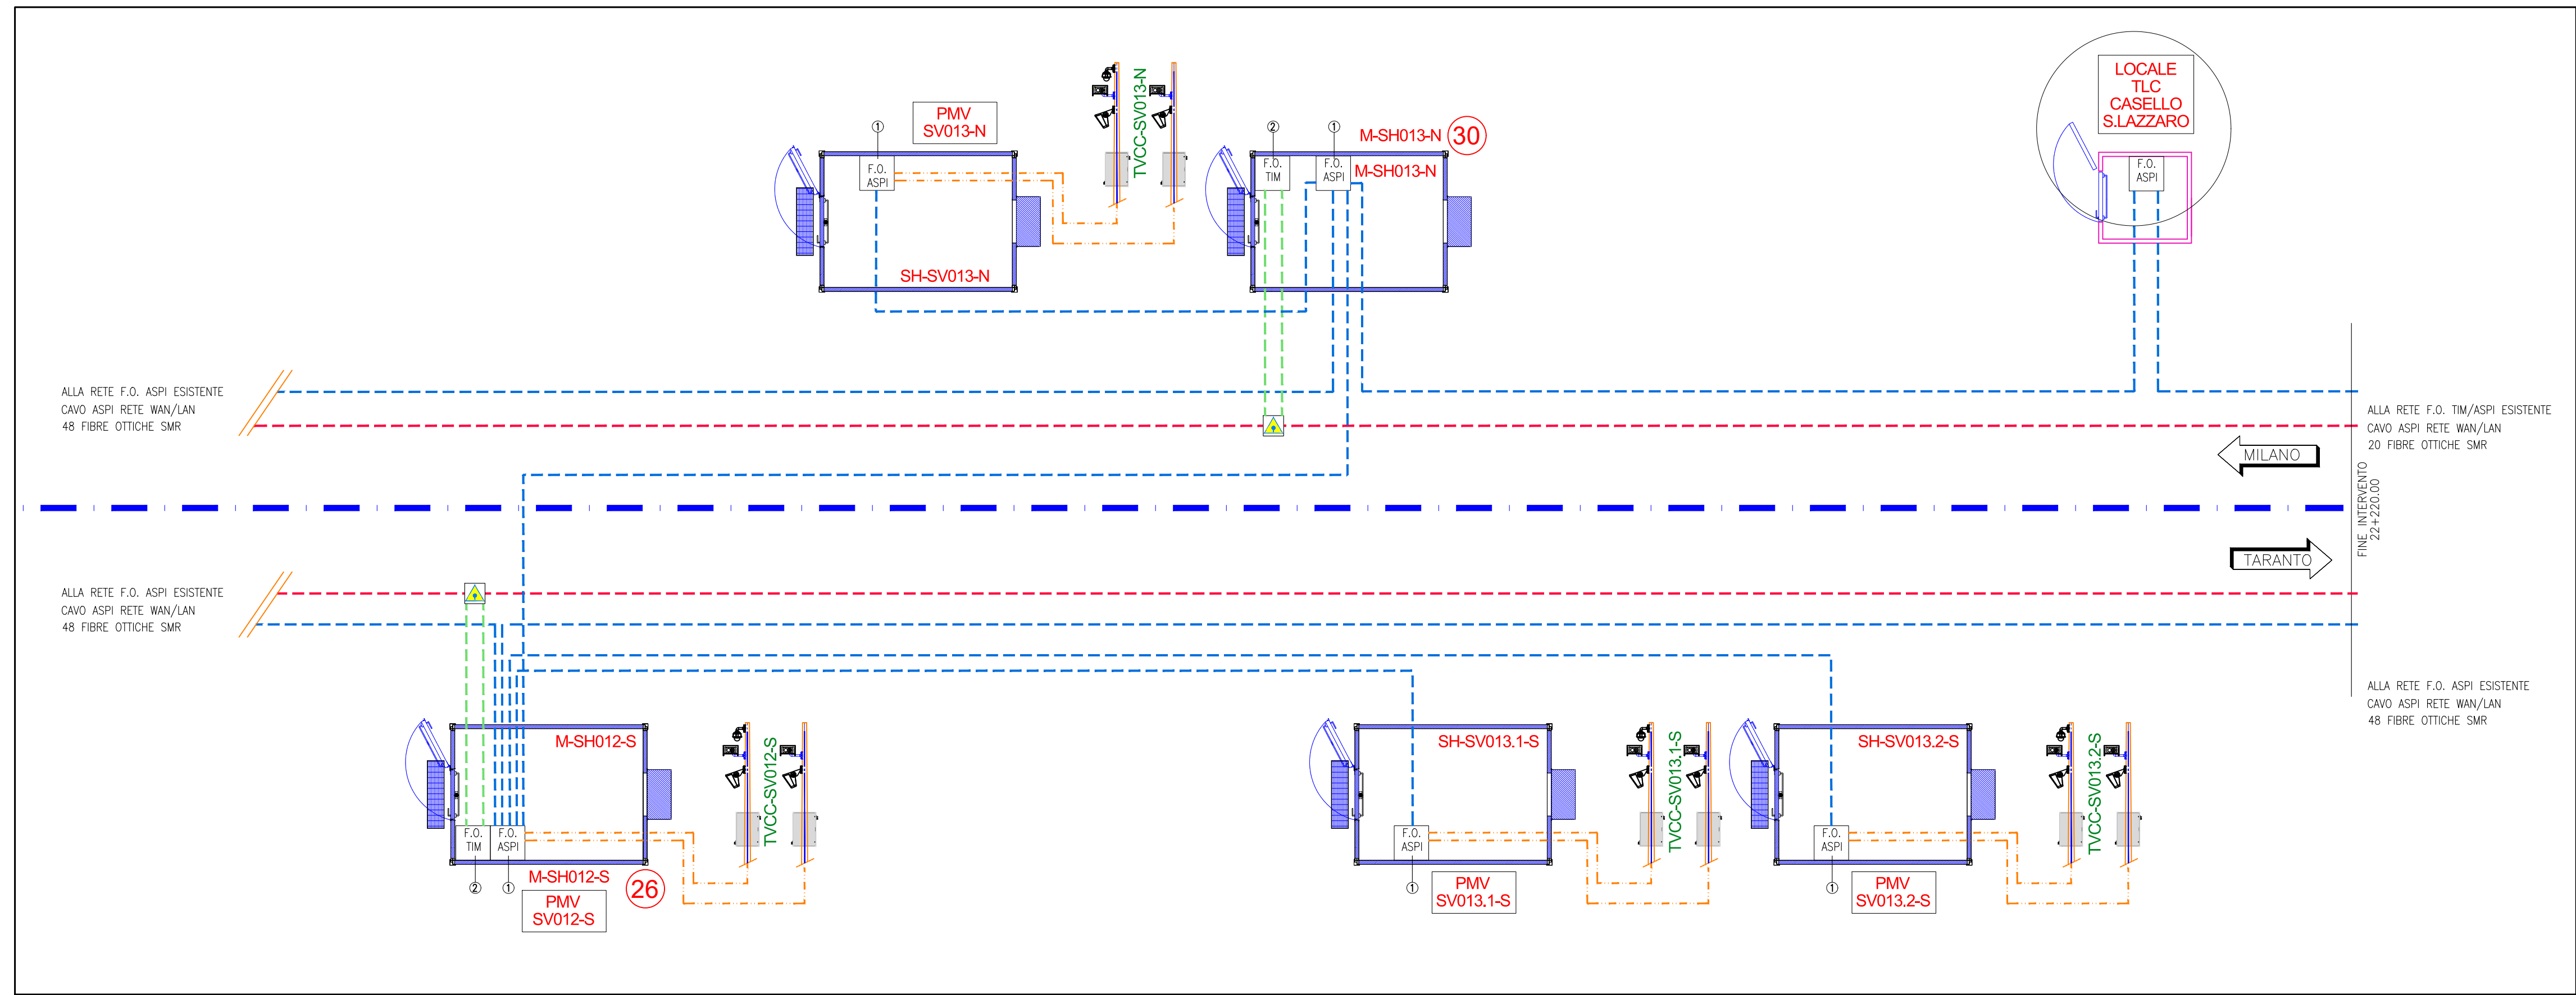 PMV
SV013-N
TVCC-SV013-N
1
F.O.
ASPI
SH-SV013-N
2
1
M-SH013-N
30
F.O.
TIM
F.O.
ASPI
M-SH013-N
LOCALE
TLC
CASELLO
S.LAZZARO
F.O.
ASPI
ALLA RETE F.O. ASPI ESISTENTE
CAVO ASPI RETE WAN/LAN
48 FIBRE OTTICHE SMR
ALLA RETE F.O. TIM/ASPI ESISTENTE
CAVO ASPI RETE WAN/LAN
20 FIBRE OTTICHE SMR
MILANO
FINE INTERVENTO
22+220.00
TARANTO
ALLA RETE F.O. ASPI ESISTENTE
CAVO ASPI RETE WAN/LAN
48 FIBRE OTTICHE SMR
ALLA RETE F.O. ASPI ESISTENTE
CAVO ASPI RETE WAN/LAN
48 FIBRE OTTICHE SMR
M-SH012-S
TVCC-SV012-S
F.O.
TIM
F.O.
ASPI
2
1
M-SH012-S
26
PMV
SV012-S
SH-SV013.1-S
TVCC-SV013.1-S
F.O.
ASPI
1
PMV
SV013.1-S
SH-SV013.2-S
TVCC-SV013.2-S
F.O.
ASPI
1
PMV
SV013.2-S